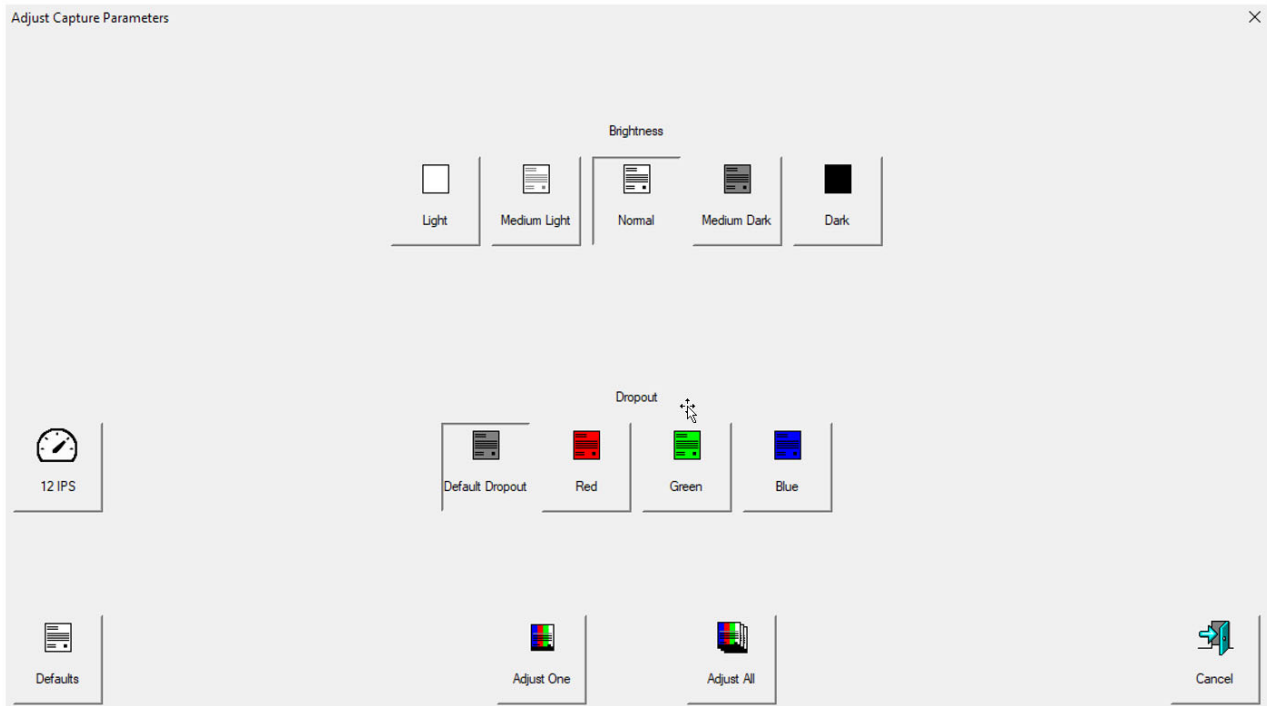 Adjust Capture Parameters
Brightness
Light
Medium Light
Normal
Medium Dark
Dark
Dropout
12 IPS
Default Dropout
Red
Green
Blue
Defaults
Adjust One
Adjust All
Cancel